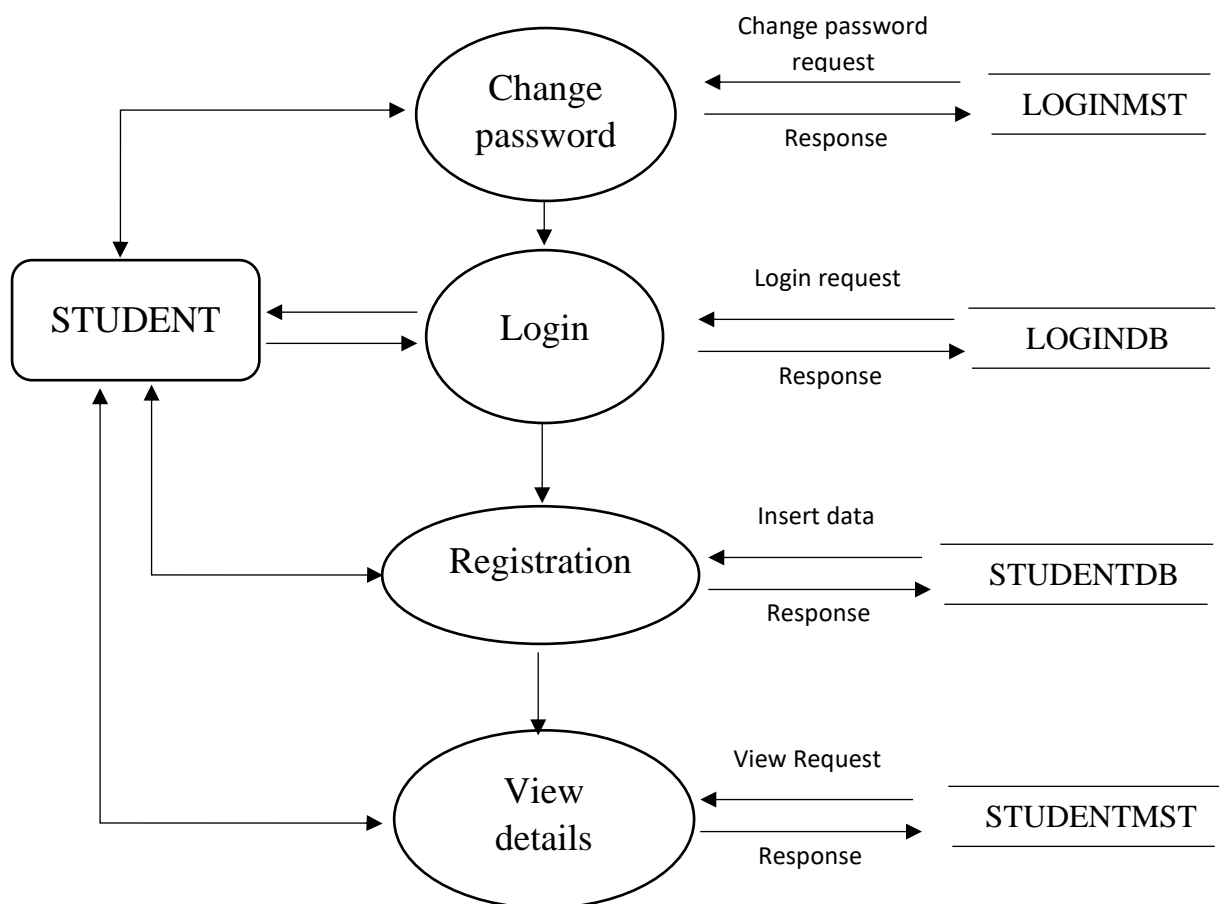 Change password
request
Change
password
LOGINMST
Response
STUDENT
Login request
Login
LOGINDB
Response
Insert data
Registration
STUDENTDB
Response
View Request
View
details
STUDENTMST
Response